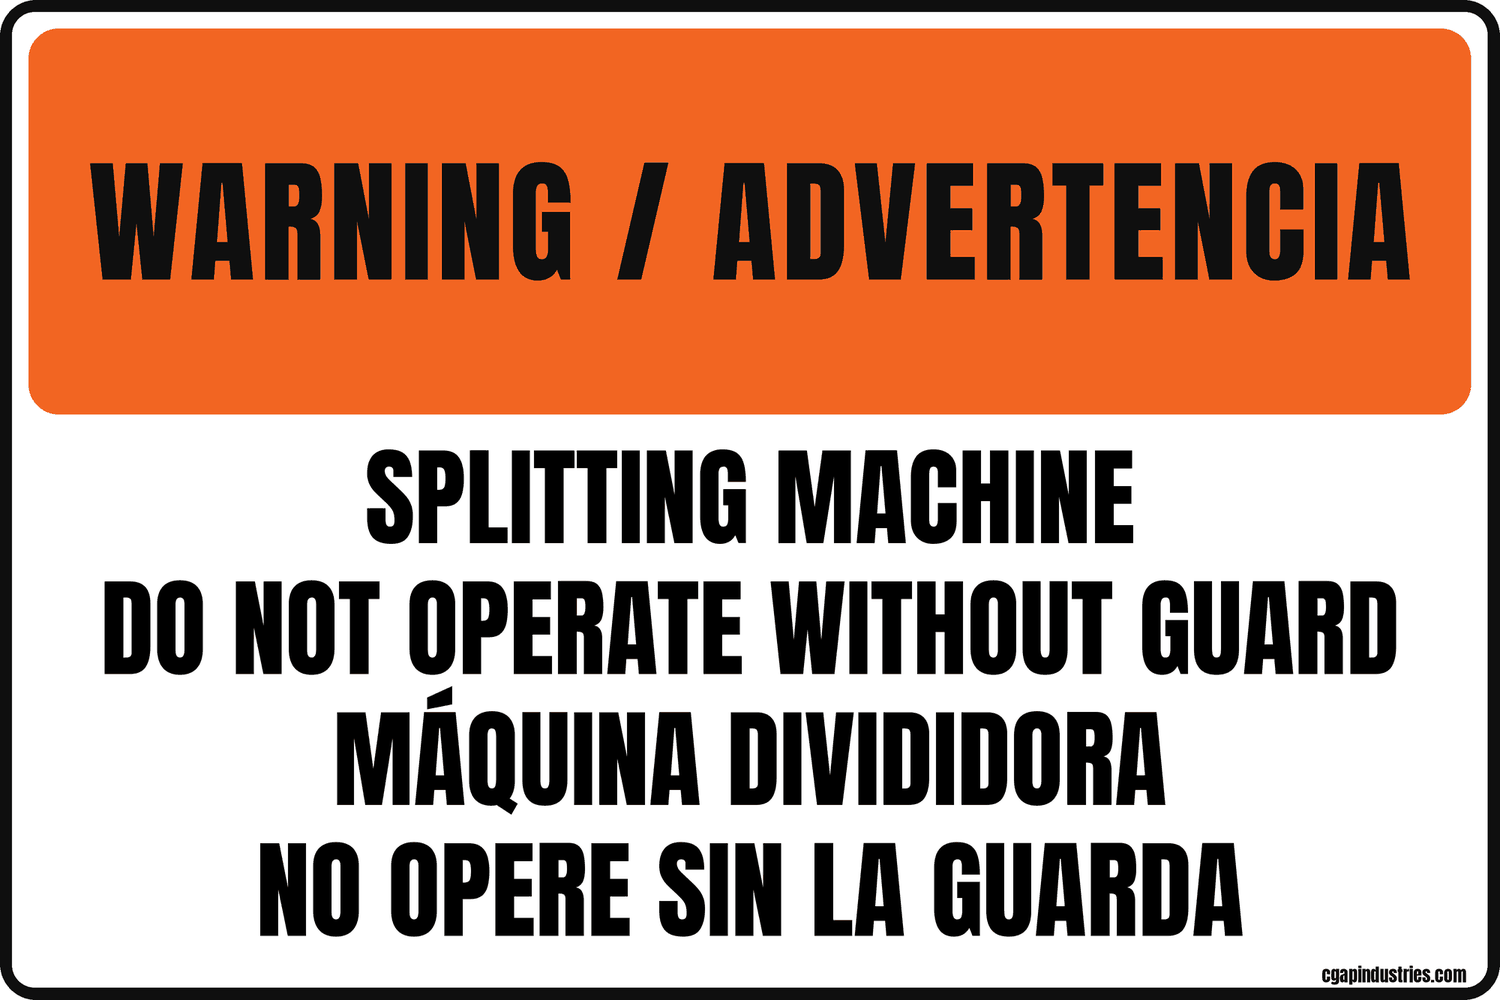 WARNING / ADVERTENCIA
SPLITTING MACHINE
DO NOT OPERATE WITHOUT GUARD
MÁQUINA DIVIDIDORA
NO OPERE SIN LA GUARDA
cgapindustries.com